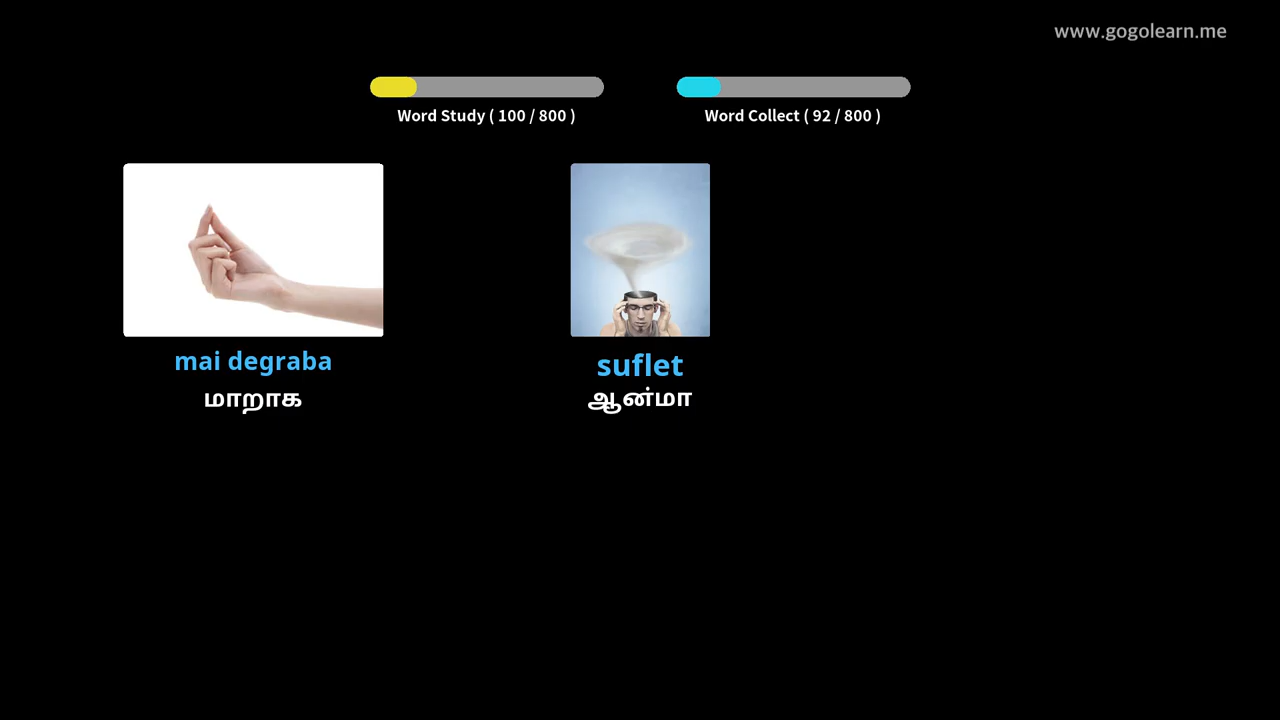 www.gogolearn.me
Word Study ( 100 / 800 )
Word Collect ( 92 / 800 )
mai degraba
மாறாக
suflet
ஆன்மா